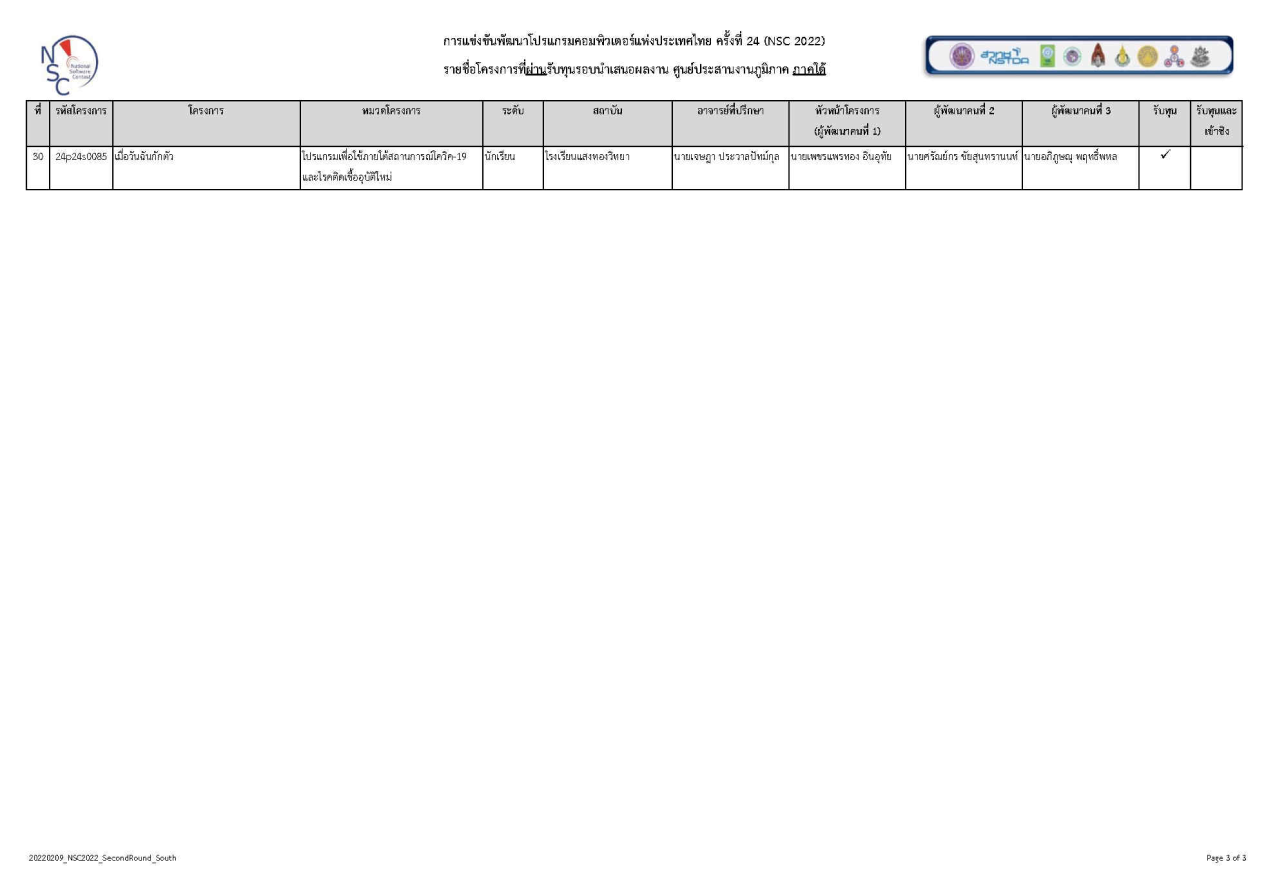 NSC
National
Software
Contest
การแข่งขันพัฒนาโปรแกรมคอมพิวเตอร์แห่งประเทศไทย ครั้งที่ 24 (NSC 2022)
รายชื่อโครงการที่ผ่านรับทุนรอบนำเสนอผลงาน ศูนย์ประสานงานภูมิภาค ภาคใต้
สวทช NSTDA
ที่ รหัสโครงการ โครงการ หมวดโครงการ ระดับ สถาบัน อาจารย์ที่ปรึกษา หัวหน้าโครงการ ผู้พัฒนาคนที่ 2 ผู้พัฒนาคนที่ 3 รับทุน รับทุนและ
(ผู้พัฒนาคนที่ 1) เข้าชิง
30 24p24s0085 เมื่อวันฉันกักตัว โปรแกรมเพื่อใช้ภายใต้สถานการณ์โควิค-19 นักเรียน โรงเรียนแสงทองวิทยา นายเจษฎา ประวาลปัทม์กุล นายเพชรแพรทอง อินอุทัย นายศรัณย์กร ชัยสุนทรานนท์ นายอภิภูษณ พฤทธิ์พหล ✓
และโรคติดเชื้ออุบัติใหม่
20220209_NSC2022_SecondRound_South Page 3 of 3